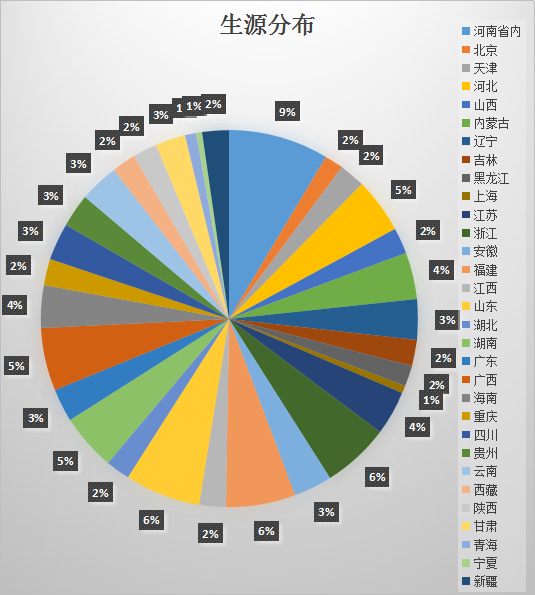 生源分布
9%
2%
2%
5%
2%
4%
3%
2%
2%
1%
4%
6%
3%
6%
2%
6%
2%
5%
3%
5%
4%
2%
3%
3%
3%
2%
2%
3%
1
1%
2%
河南省内
北京
天津
河北
山西
内蒙古
辽宁
吉林
黑龙江
上海
江苏
浙江
安徽
福建
江西
山东
湖北
湖南
广东
广西
海南
重庆
四川
贵州
云南
西藏
陕西
甘肃
青海
宁夏
新疆